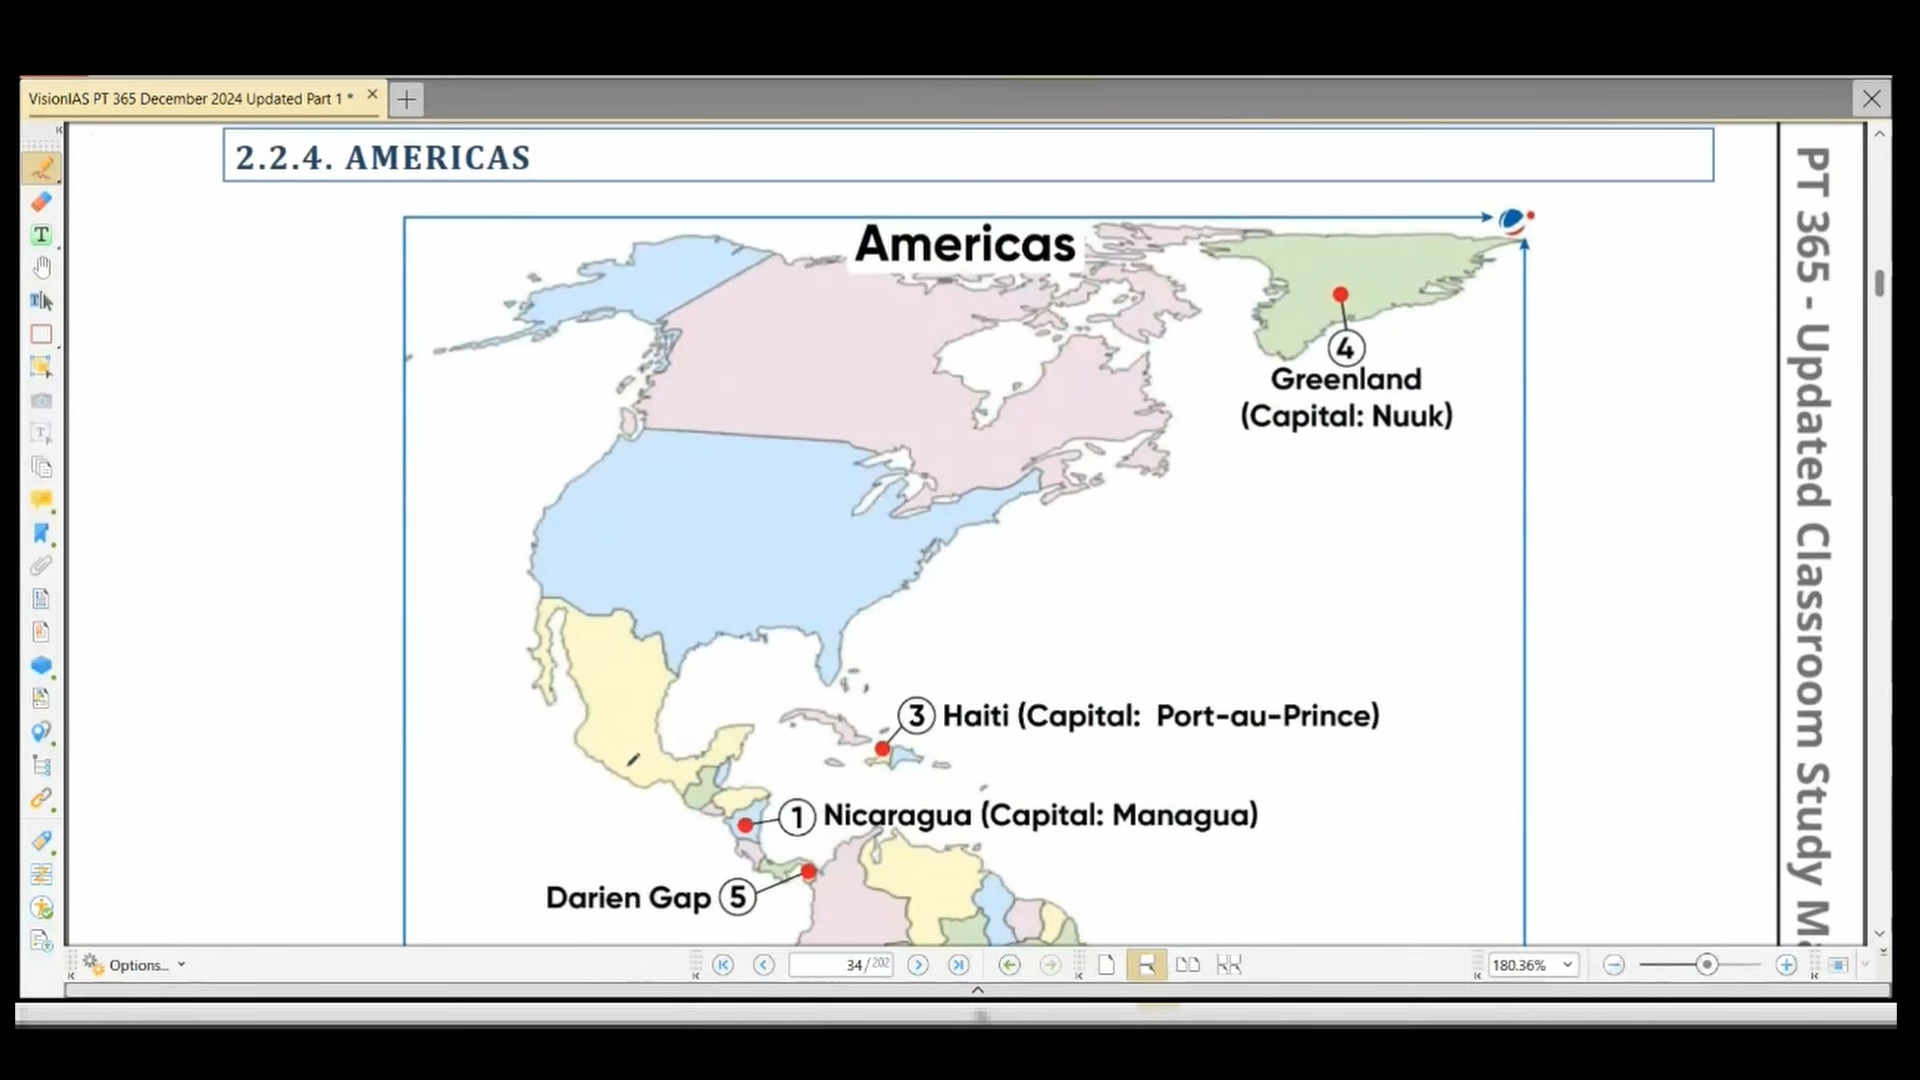 VisionIAS PT 365 December 2024 Updated Part 1 *
2.2.4. AMERICAS
Americas
4
Greenland
(Capital: Nuuk)
3 Haiti (Capital: Port-au-Prince)
1 Nicaragua (Capital: Managua)
Darien Gap 5
PT 365 - Updated Classroom Study M
Options...
34 / 202
180.36%